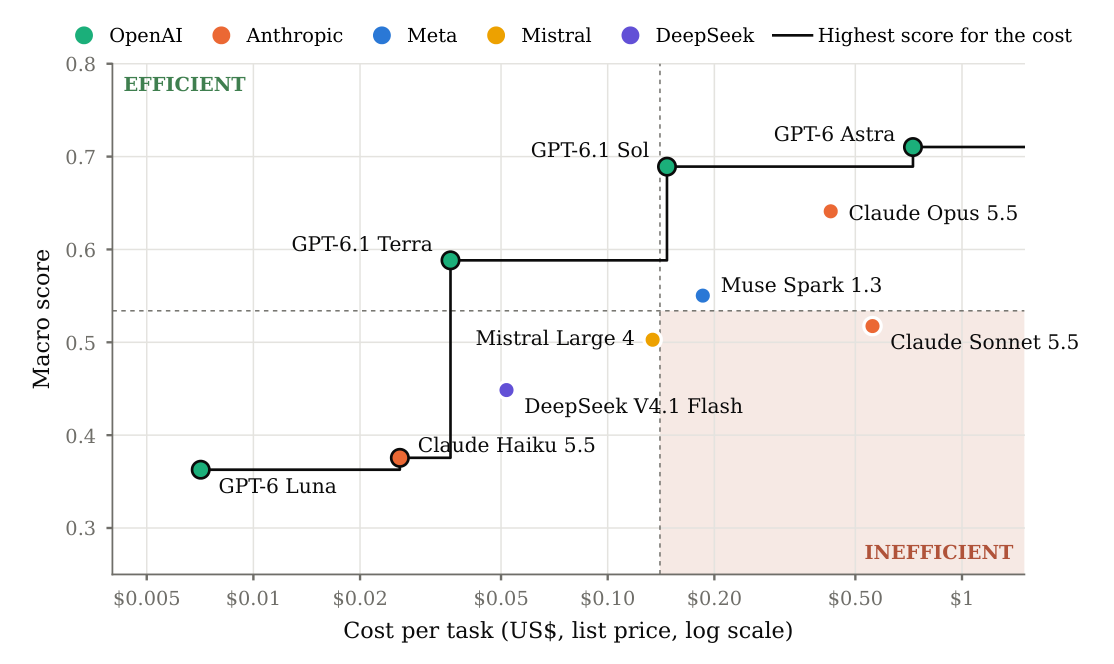 OpenAI Anthropic Meta Mistral DeepSeek Highest score for the cost
0.8
EFFICIENT
GPT-6 Astra
GPT-6.1 Sol
0.7
Claude Opus 5.5
GPT-6.1 Terra
0.6
Muse Spark 1.3
Mistral Large 4
Claude Sonnet 5.5
0.5
DeepSeek V4.1 Flash
Claude Haiku 5.5
0.4
GPT-6 Luna
0.3
INEFFICIENT
Macro score
$0.005 $0.01 $0.02 $0.05 $0.10 $0.20 $0.50 $1
Cost per task (US$, list price, log scale)